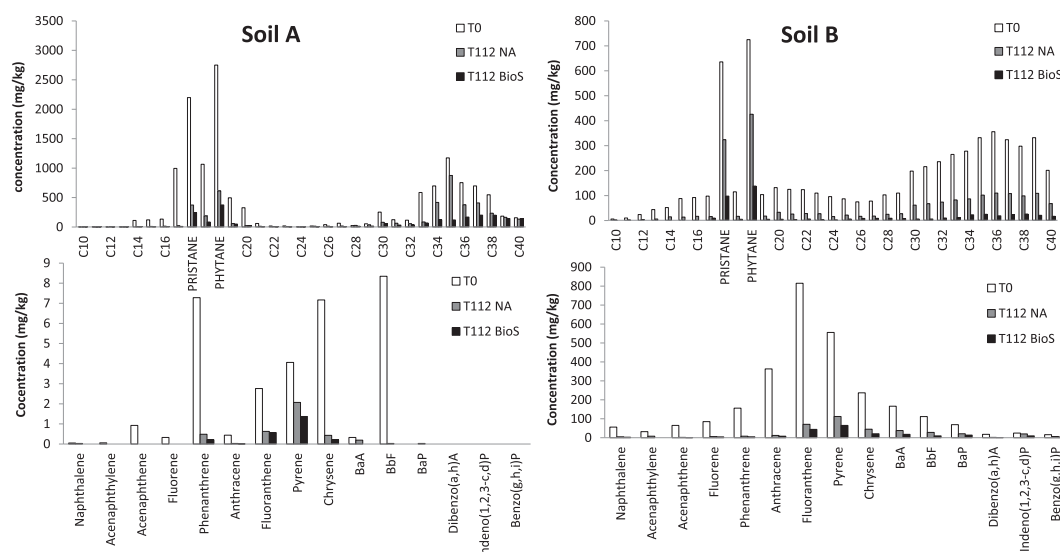 Soil A
concentration (mg/kg)
3500
3000
2500
2000
1500
1000
500
0
T0
T112 NA
T112 BioS
C10
C12
C14
C16
PRISTANE
PHYTANE
C20
C22
C24
C26
C28
C30
C32
C34
C36
C38
C40
Soil B
Concentration (mg/kg)
800
700
600
500
400
300
200
100
0
T0
T112 NA
T112 BioS
C10
C12
C14
C16
PRISTANE
PHYTANE
C20
C22
C24
C26
C28
C30
C32
C34
C36
C38
C40
Cocentration (mg/kg)
9
8
7
6
5
4
3
2
1
0
T0
T112 NA
T112 BioS
Naphthalene
Acenaphthylene
Acenaphthene
Fluorene
Phenanthrene
Anthracene
Fluoranthene
Pyrene
Chrysene
BaA
BbF
BaP
Dibenzo(a,h)A
Indeno(1,2,3-c,d)P
Benzo(g,h,i)P
Concentration (mg/kg)
900
800
700
600
500
400
300
200
100
0
T0
T112 NA
T112 BioS
Naphthalene
Acenaphthylene
Acenaphthene
Fluorene
Phenanthrene
Anthracene
Fluoranthene
Pyrene
Chrysene
BaA
BbF
BaP
Dibenzo(a,h)A
Indeno(1,2,3-c,d)P
Benzo(g,h,i)P